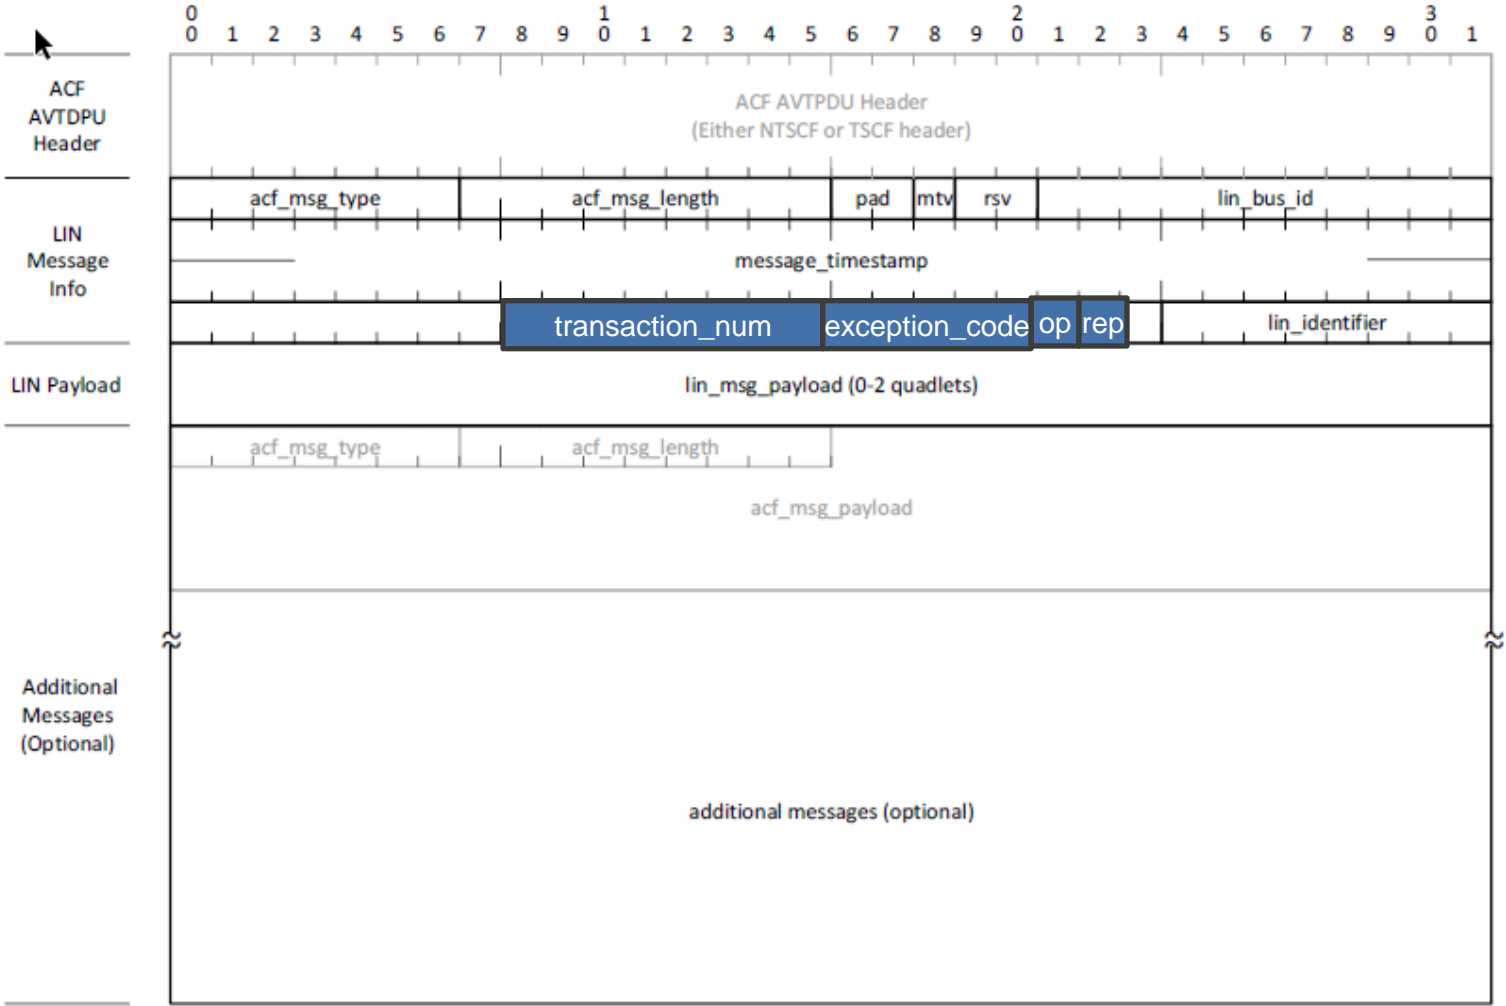 0 1 2 3
0 1 2 3 4 5 6 7 8 9 0 1 2 3 4 5 6 7 8 9 0 1 2 3 4 5 6 7 8 9 0 1
ACF
AVTDPU
Header
ACF AVTPDU Header
(Either NTSCF or TSCF header)
acf_msg_type acf_msg_length pad mtv rsv lin_bus_id
LIN
Message
Info
message_timestamp
transaction_num exception_code op rep lin_identifier
LIN Payload
lin_msg_payload (0-2 quadlets)
acf_msg_type acf_msg_length
acf_msg_payload
Additional
Messages
(Optional)
additional messages (optional)